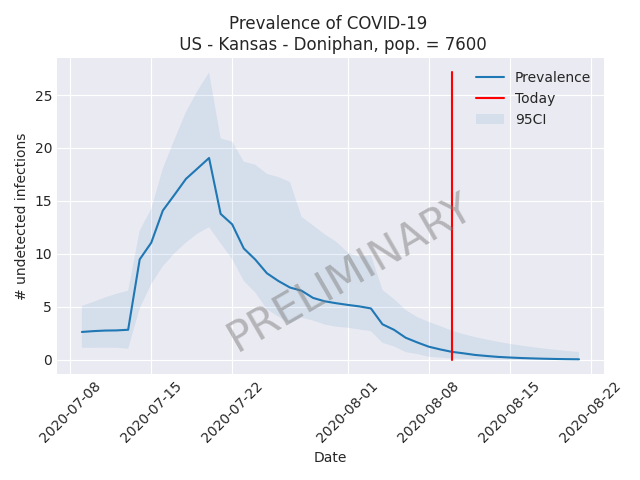 Prevalence of COVID-19
US - Kansas - Doniphan, pop. = 7600
# undetected infections
25
20
15
10
5
0
Prevalence
Today
95CI
PRELIMINARY
2020-07-08
2020-07-15
2020-07-22
2020-08-01
2020-08-08
2020-08-15
2020-08-22
Date